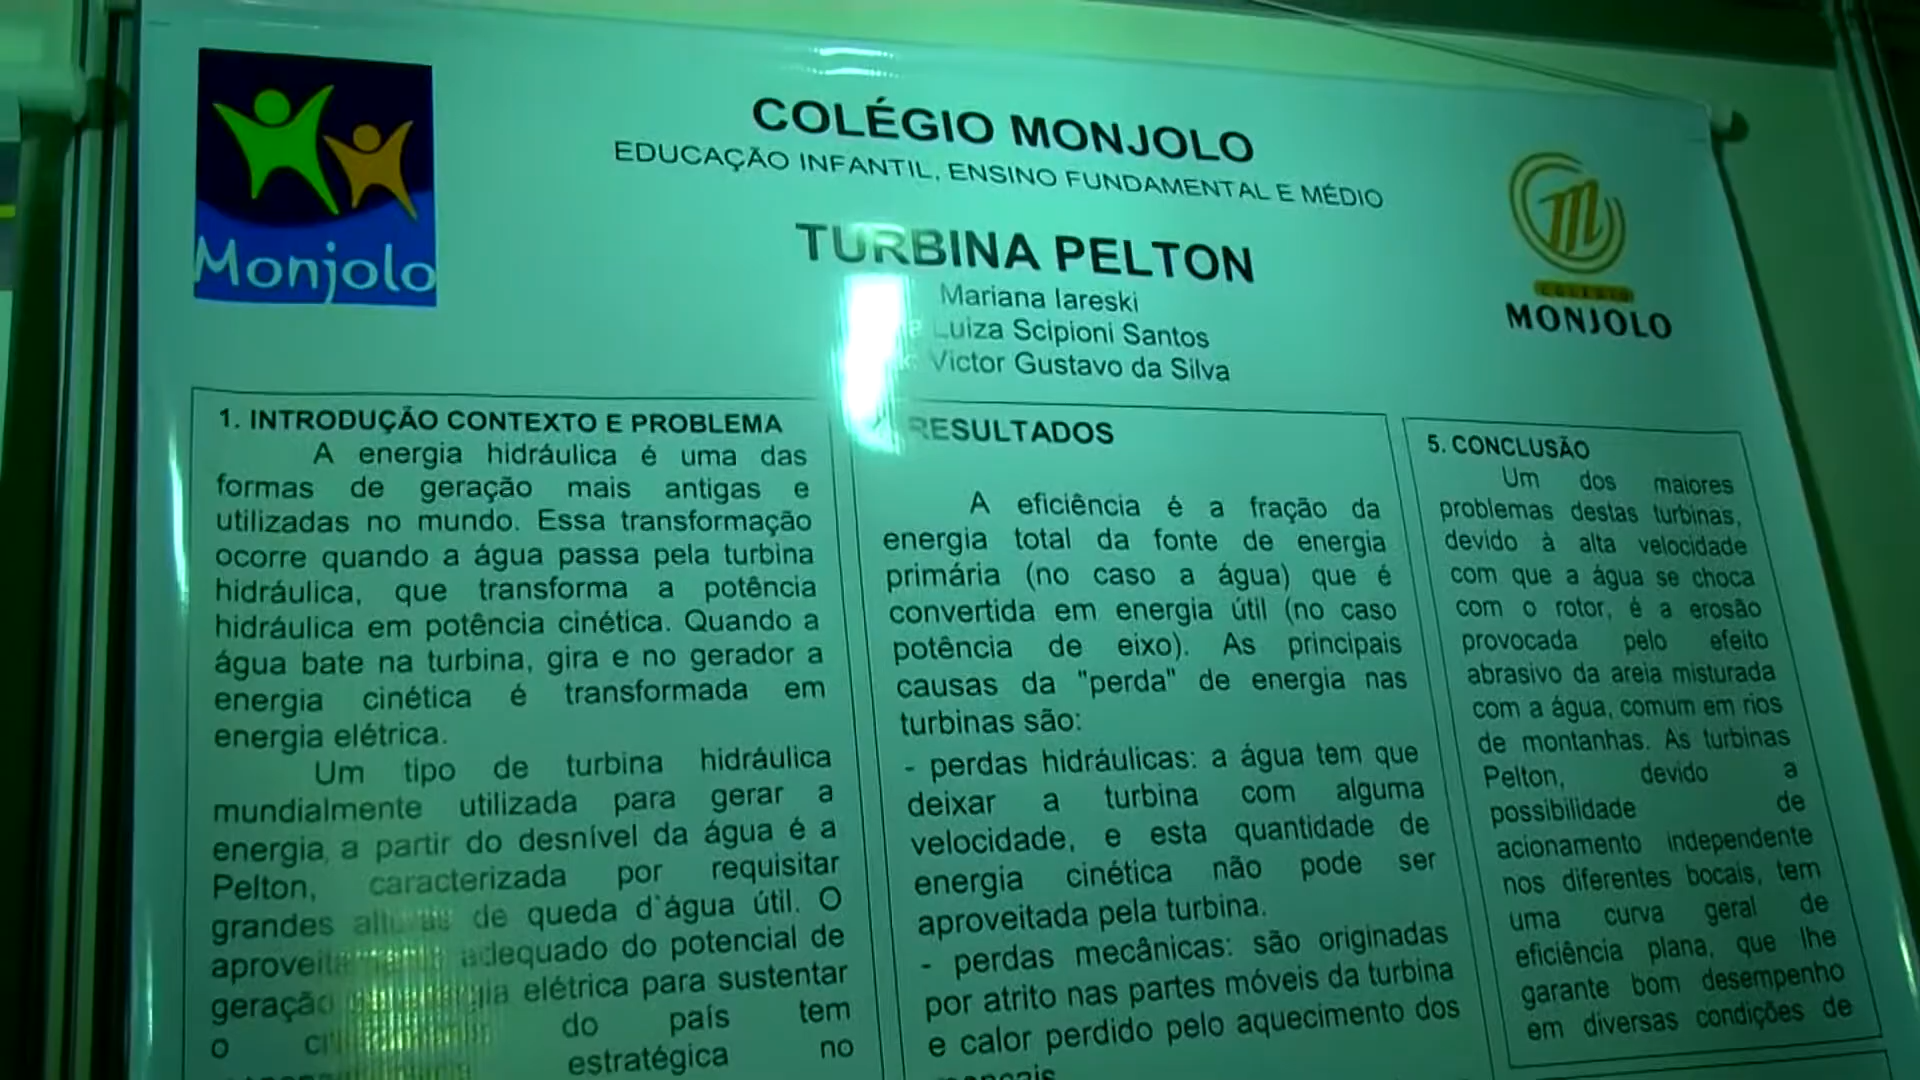 Monjolo
COLÉGIO MONJOLO
EDUCAÇÃO INFANTIL, ENSINO FUNDAMENTAL E MÉDIO
TURBINA PELTON
Mariana Iareski
Luiza Scipioni Santos
Victor Gustavo da Silva
COLÉGIO
MONJOLO
1. INTRODUÇÃO CONTEXTO E PROBLEMA
A energia hidráulica é uma das
formas de geração mais antigas e
utilizadas no mundo. Essa transformação
ocorre quando a água passa pela turbina
hidráulica, que transforma a potência
hidráulica em potência cinética. Quando a
água bate na turbina, gira e no gerador a
energia cinética é transformada em
energia elétrica.
Um tipo de turbina hidráulica
mundialmente utilizada para gerar a
energia, a partir do desnível da água é a
Pelton, caracterizada por requisitar
grandes alturas de queda d`água útil. O
adequado do potencial de
geração elétrica para sustentar
o do país tem
estratégica no
RESULTADOS
A eficiência é a fração da
energia total da fonte de energia
primária (no caso a água) que é
convertida em energia útil (no caso
potência de eixo). As principais
causas da "perda" de energia nas
turbinas são:
- perdas hidráulicas: a água tem que
deixar a turbina com alguma
velocidade, e esta quantidade de
energia cinética não pode ser
aproveitada pela turbina.
- perdas mecânicas: são originadas
por atrito nas partes móveis da turbina
e calor perdido pelo aquecimento dos
5. CONCLUSÃO
Um dos maiores
problemas destas turbinas,
devido à alta velocidade
com que a água se choca
com o rotor, é a erosão
provocada pelo efeito
abrasivo da areia misturada
com a água, comum em rios
de montanhas. As turbinas
Pelton, devido a
possibilidade de
acionamento independente
nos diferentes bocais, tem
uma curva geral de
eficiência plana, que lhe
garante bom desempenho
em diversas condições de